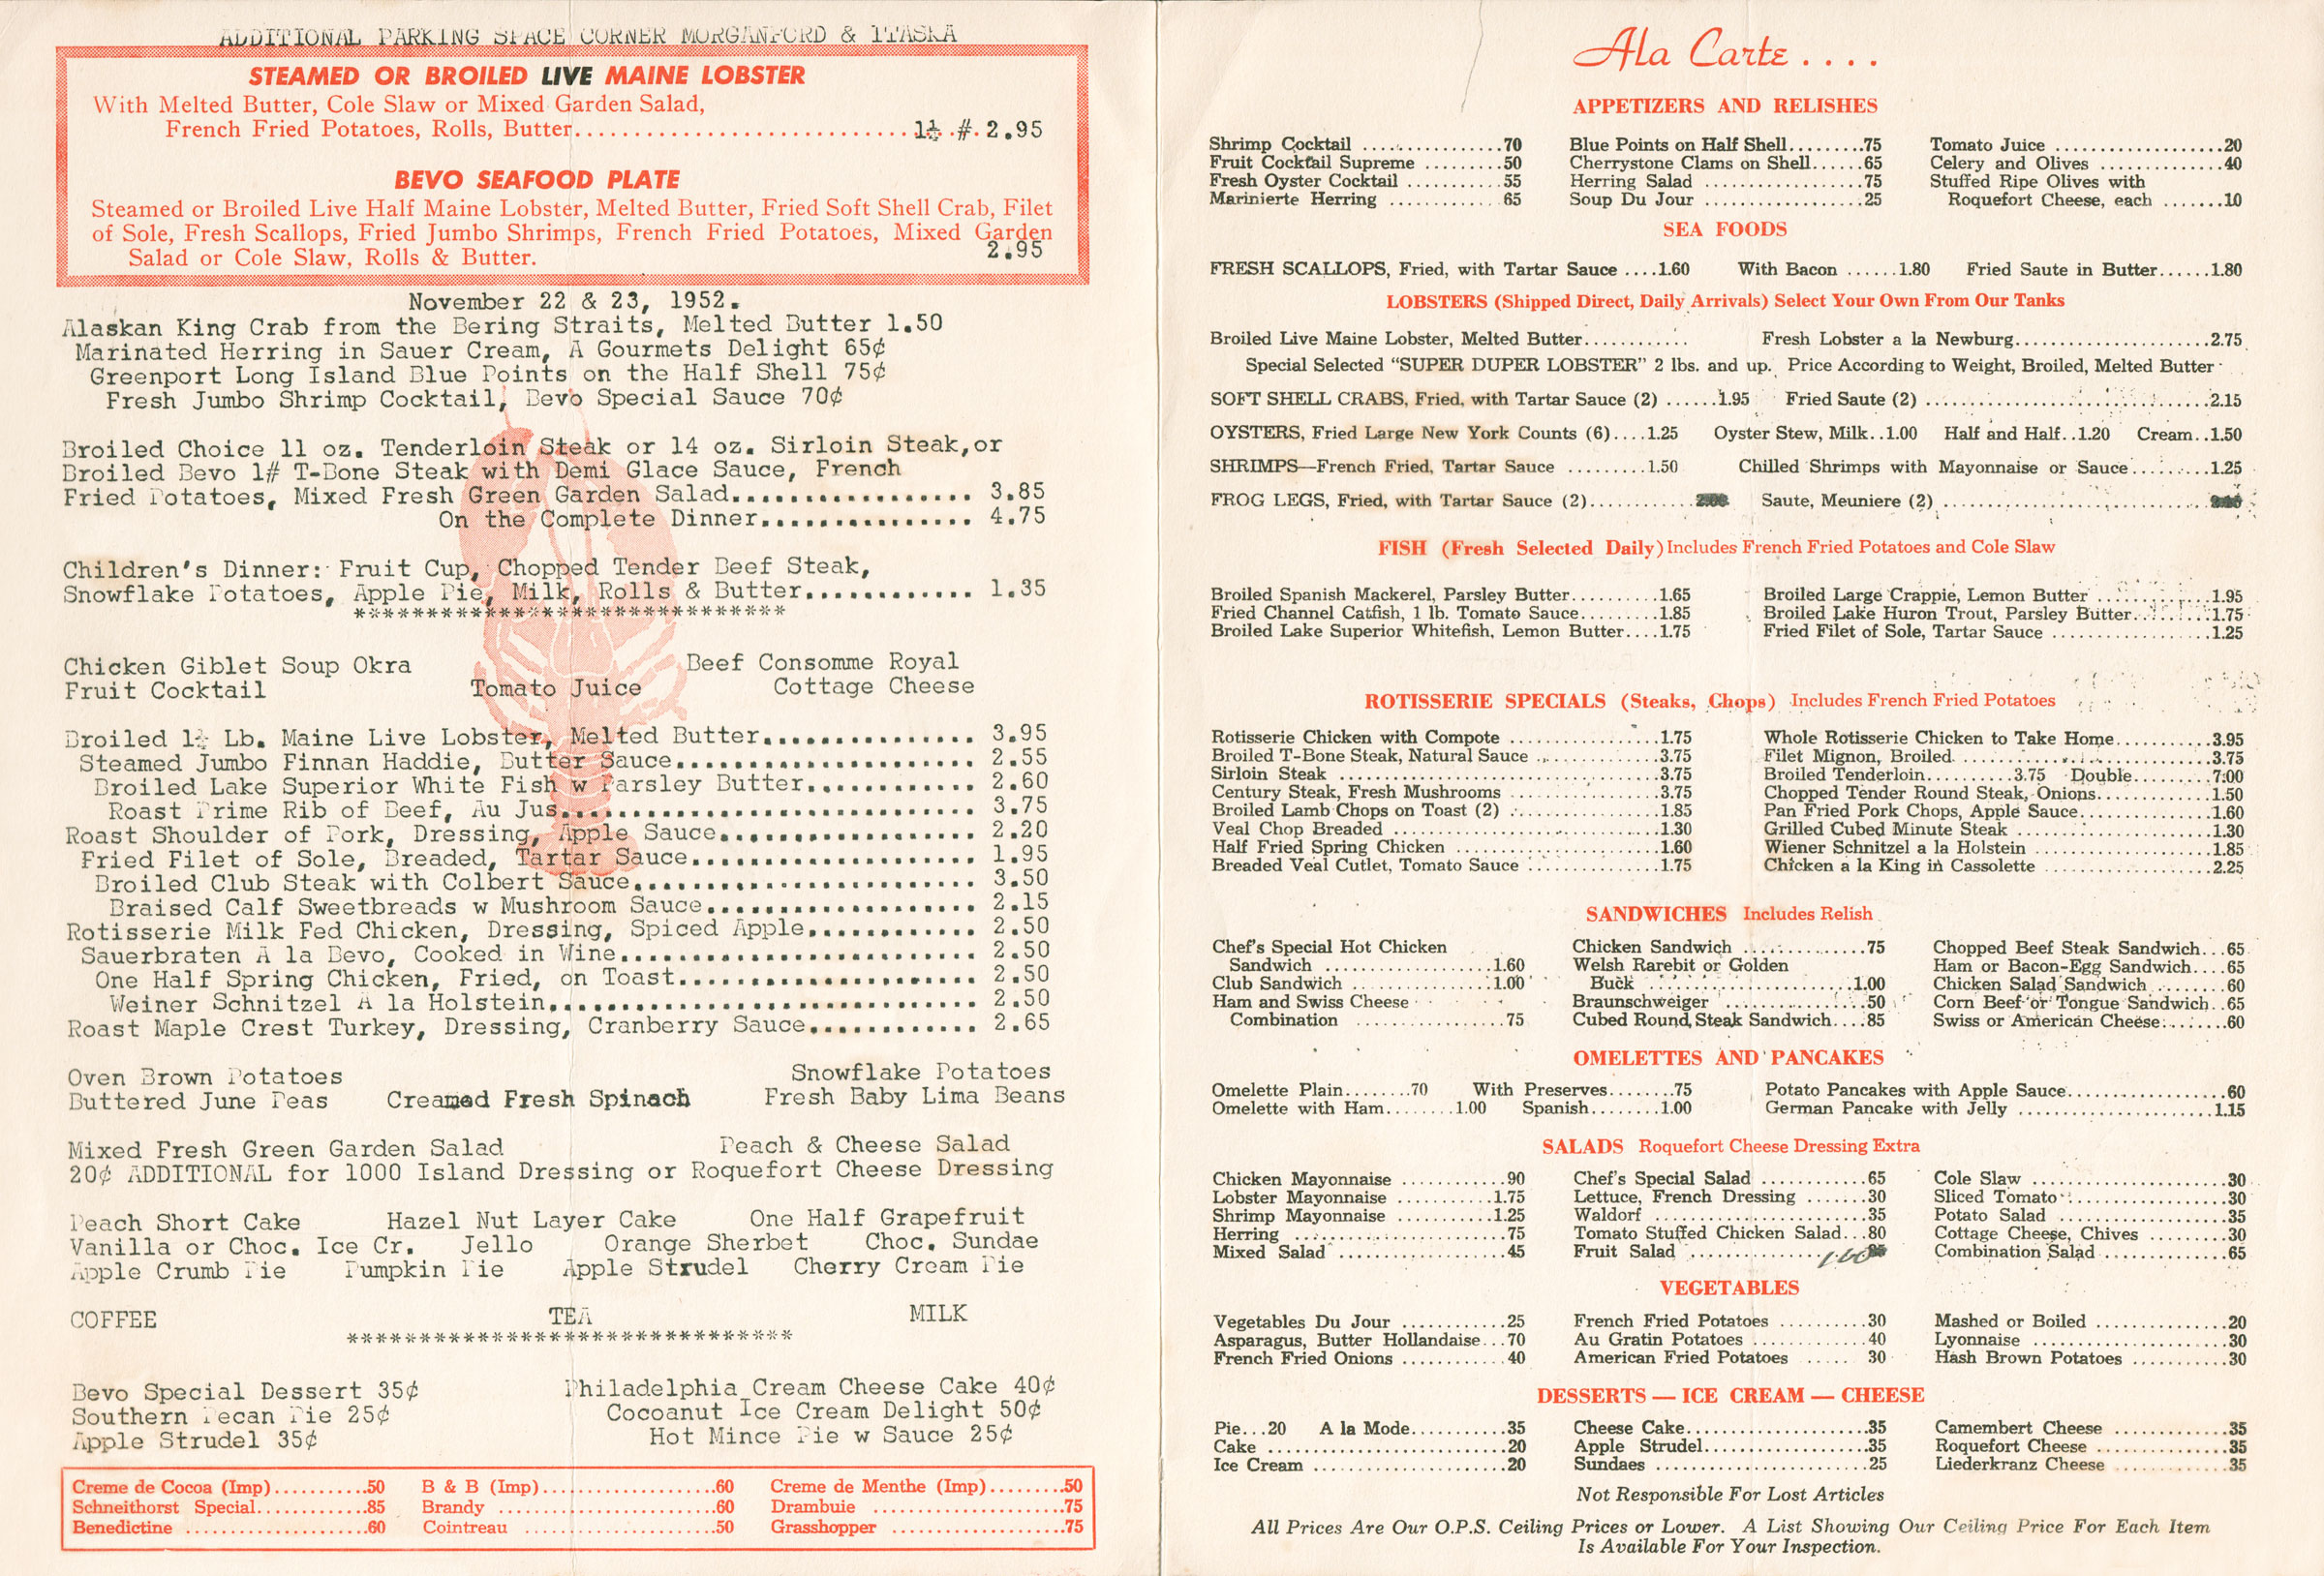 ADDITIONAL PARKING SPACE CORNER MORGANFORD & ITASKA
STEAMED OR BROILED LIVE MAINE LOBSTER
With Melted Butter, Cole Slaw or Mixed Garden Salad,
French Fried Potatoes, Rolls, Butter............................1¼ # 2.95
BEVO SEAFOOD PLATE
Steamed or Broiled Live Half Maine Lobster, Melted Butter, Fried Soft Shell Crab, Filet
of Sole, Fresh Scallops, Fried Jumbo Shrimps, French Fried Potatoes, Mixed Garden
Salad or Cole Slaw, Rolls & Butter. 2.95
November 22 & 23, 1952.
Alaskan King Crab from the Bering Straits, Melted Butter 1.50
Marinated Herring in Sauer Cream, A Gourmets Delight 65¢
Greenport Long Island Blue Points on the Half Shell 75¢
Fresh Jumbo Shrimp Cocktail, Bevo Special Sauce 70¢
Broiled Choice 11 oz. Tenderloin Steak or 14 oz. Sirloin Steak,or
Broiled Bevo 1# T-Bone Steak with Demi Glace Sauce, French
Fried Potatoes, Mixed Fresh Green Garden Salad................. 3.85
On the Complete Dinner............... 4.75
Children's Dinner: Fruit Cup, Chopped Tender Beef Steak,
Snowflake Potatoes, Apple Pie, Milk, Rolls & Butter............ 1.35
******************************
Chicken Giblet Soup Okra Beef Consomme Royal
Fruit Cocktail Tomato Juice Cottage Cheese
Broiled 1¼ Lb. Maine Live Lobster, Melted Butter............... 3.95
Steamed Jumbo Finnan Haddie, Butter Sauce..................... 2.55
Broiled Lake Superior White Fish w Parsley Butter............ 2.60
Roast Prime Rib of Beef, Au Jus............................. 3.75
Roast Shoulder of Pork, Dressing, Apple Sauce.................. 2.20
Fried Filet of Sole, Breaded, Tartar Sauce.................... 1.95
Broiled Club Steak with Colbert Sauce........................ 3.50
Braised Calf Sweetbreads w Mushroom Sauce................... 2.15
Rotisserie Milk Fed Chicken, Dressing, Spiced Apple............ 2.50
Sauerbraten A la Bevo, Cooked in Wine......................... 2.50
One Half Spring Chicken, Fried, on Toast..................... 2.50
Weiner Schnitzel A la Holstein.............................. 2.50
Roast Maple Crest Turkey, Dressing, Cranberry Sauce............ 2.65
Oven Brown Potatoes Snowflake Potatoes
Buttered June Peas Creamed Fresh Spinach Fresh Baby Lima Beans
Mixed Fresh Green Garden Salad Peach & Cheese Salad
20¢ ADDITIONAL for 1000 Island Dressing or Roquefort Cheese Dressing
Peach Short Cake Hazel Nut Layer Cake One Half Grapefruit
Vanilla or Choc. Ice Cr. Jello Orange Sherbet Choc. Sundae
Apple Crumb Pie Pumpkin Pie Apple Strudel Cherry Cream Pie
COFFEE TEA MILK
*******************************
Bevo Special Dessert 35¢ Philadelphia Cream Cheese Cake 40¢
Southern Pecan Pie 25¢ Cocoanut Ice Cream Delight 50¢
Apple Strudel 35¢ Hot Mince Pie w Sauce 25¢
Creme de Cocoa (Imp)...........50 B & B (Imp).....................60 Creme de Menthe (Imp).........50
Schneithorst Special.............85 Brandy ..........................60 Drambuie .......................75
Benedictine ......................60 Cointreau .......................50 Grasshopper .....................75
Ala Carte....
APPETIZERS AND RELISHES
Shrimp Cocktail .................70 Blue Points on Half Shell.........75 Tomato Juice .....................20
Fruit Cocktail Supreme .........50 Cherrystone Clams on Shell......65 Celery and Olives ...............40
Fresh Oyster Cocktail ...........55 Herring Salad ...................75 Stuffed Ripe Olives with
Marinierte Herring ............65 Soup Du Jour ...................25 Roquefort Cheese, each .......10
SEA FOODS
FRESH SCALLOPS, Fried, with Tartar Sauce ....1.60 With Bacon ......1.80 Fried Saute in Butter......1.80
LOBSTERS (Shipped Direct, Daily Arrivals) Select Your Own From Our Tanks
Broiled Live Maine Lobster, Melted Butter............ Fresh Lobster a la Newburg.......................2.75
Special Selected "SUPER DUPER LOBSTER" 2 lbs. and up. Price According to Weight, Broiled, Melted Butter
SOFT SHELL CRABS, Fried, with Tartar Sauce (2) ......1.95 Fried Saute (2) ..................................2.15
OYSTERS, Fried Large New York Counts (6)....1.25 Oyster Stew, Milk..1.00 Half and Half..1.20 Cream..1.50
SHRIMPS—French Fried, Tartar Sauce .........1.50 Chilled Shrimps with Mayonnaise or Sauce.........1.25
FROG LEGS, Fried, with Tartar Sauce (2)............ Saute, Meuniere (2) ................................
FISH (Fresh Selected Daily) Includes French Fried Potatoes and Cole Slaw
Broiled Spanish Mackerel, Parsley Butter..........1.65 Broiled Large Crappie, Lemon Butter .............1.95
Fried Channel Catfish, 1 lb. Tomato Sauce.........1.85 Broiled Lake Huron Trout, Parsley Butter.........1.75
Broiled Lake Superior Whitefish, Lemon Butter....1.75 Fried Filet of Sole, Tartar Sauce ..................1.25
ROTISSERIE SPECIALS (Steaks, Chops) Includes French Fried Potatoes
Rotisserie Chicken with Compote .................1.75 Whole Rotisserie Chicken to Take Home..........3.95
Broiled T-Bone Steak, Natural Sauce .............3.75 Filet Mignon, Broiled.............................3.75
Sirloin Steak ....................................3.75 Broiled Tenderloin..........3.75 Double.........7.00
Century Steak, Fresh Mushrooms .................3.75 Chopped Tender Round Steak, Onions............1.50
Broiled Lamb Chops on Toast (2) .................1.85 Pan Fried Pork Chops, Apple Sauce...............1.60
Veal Chop Breaded ..............................1.30 Grilled Cubed Minute Steak ......................1.30
Half Fried Spring Chicken .......................1.60 Wiener Schnitzel a la Holstein ...................1.85
Breaded Veal Cutlet, Tomato Sauce ...............1.75 Chicken a la King in Cassolette ...................2.25
SANDWICHES Includes Relish
Chef's Special Hot Chicken Chicken Sandwich ..............75 Chopped Beef Steak Sandwich...65
Sandwich ...................1.60 Welsh Rarebit or Golden Ham or Bacon-Egg Sandwich....65
Club Sandwich ...............1.00 Buck .........................1.00 Chicken Salad Sandwich .........60
Ham and Swiss Cheese Braunschweiger .................50 Corn Beef or Tongue Sandwich..65
Combination .................75 Cubed Round Steak Sandwich....85 Swiss or American Cheese........60
OMELETTES AND PANCAKES
Omelette Plain........70 With Preserves........75 Potato Pancakes with Apple Sauce..................60
Omelette with Ham........1.00 Spanish........1.00 German Pancake with Jelly ......................1.15
SALADS Roquefort Cheese Dressing Extra
Chicken Mayonnaise ............90 Chef's Special Salad ............65 Cole Slaw .......................30
Lobster Mayonnaise ...........1.75 Lettuce, French Dressing .......30 Sliced Tomato ...................30
Shrimp Mayonnaise ...........1.25 Waldorf .........................35 Potato Salad ....................35
Herring .........................75 Tomato Stuffed Chicken Salad...80 Cottage Cheese, Chives ..........30
Mixed Salad .....................45 Fruit Salad ................1.00 Combination Salad..............65
VEGETABLES
Vegetables Du Jour .............25 French Fried Potatoes ..........30 Mashed or Boiled ...............20
Asparagus, Butter Hollandaise...70 Au Gratin Potatoes .............40 Lyonnaise ......................30
French Fried Onions ............40 American Fried Potatoes ...... 30 Hash Brown Potatoes ...........30
DESSERTS — ICE CREAM — CHEESE
Pie...20 A la Mode...........35 Cheese Cake.....................35 Camembert Cheese .............35
Cake ............................20 Apple Strudel...................35 Roquefort Cheese ...............35
Ice Cream .......................20 Sundaes .........................25 Liederkranz Cheese .............35
Not Responsible For Lost Articles
All Prices Are Our O.P.S. Ceiling Prices or Lower. A List Showing Our Ceiling Price For Each Item
Is Available For Your Inspection.